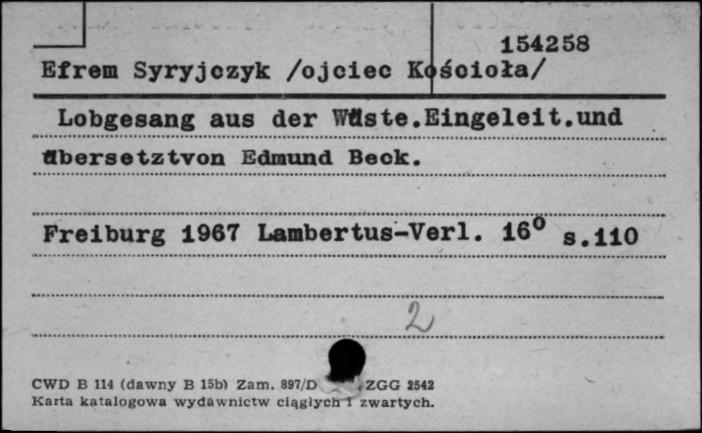 154258
Efrem Syryjczyk /ojciec Kościoła/
Lobgesang aus der Wüste.Eingeleit.und
übersetztvon Edmund Beck.
Freiburg 1967 Lambertus-Verl. 16⁰ s.110
2
CWD B 114 (dawny B 15b) Zam. 897/D ZGG 2542
Karta katalogowa wydawnictw ciągłych i zwartych.